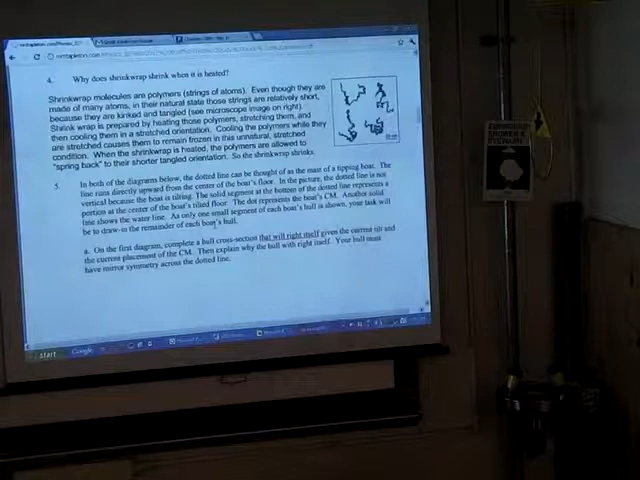 4. Why does shrinkwrap shrink when it is heated?
Shrinkwrap molecules are polymers (strings of atoms). Even though they are
made of many atoms, in their natural state those strings are relatively short,
because they are kinked and tangled (see microscope image on right).
Shrink wrap is prepared by heating those polymers, stretching them, and
then cooling them in a stretched orientation. Cooling the polymers while they
are stretched causes them to remain frozen in this unnatural, stretched
condition. When the shrinkwrap is heated, the polymers are allowed to
"spring back" to their shorter tangled orientation. So the shrinkwrap shrinks.
5. In both of the diagrams below, the dotted line can be thought of as the mast of a tipping boat. The
line runs directly upward from the center of the boat's floor. In the picture, the dotted line is not
vertical because the boat is tilting. The solid segment at the bottom of the dotted line represents a
portion at the center of the boat's tilted floor. The dot represents the boat's CM. Another solid
line shows the water line. As only one small segment of each boat's hull is shown, your task will
be to draw-in the remainder of each boat's hull.
a. On the first diagram, complete a hull cross-section that will right itself given the current tilt and
the current placement of the CM. Then explain why the hull with right itself. Your hull must
have mirror symmetry across the dotted line.
start
Google
SHOWER &
EYEWASH